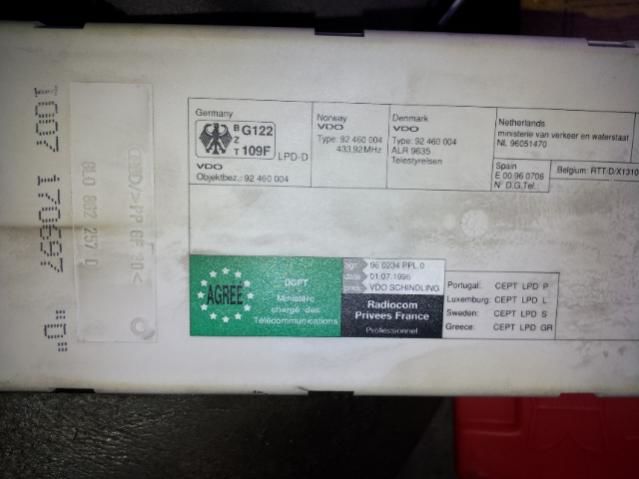 Germany
B Z T G122 109F LPD-D
VDO
Objektbez.: 92 460 004
Norway
VDO
Type: 92 460 004
433,92MHz
Denmark
VDO
Type: 92 460 004
ALR 9635
Telestyrelsen
Netherlands
ministerie van verkeer en waterstaat
NL 96051470
Spain
E 00 96 0706
N° D.G.Tel.
Belgium: RTT/D/X1310
AGREÉ
DGPT
Ministère
chargé des
Télécommunications
agr. 96 0234 PPL 0
date 01.07.1996
VDO SCHINDLING
Radiocom
Privees France
Professionnel
Portugal: CEPT LPD P
Luxemburg: CEPT LPD L
Sweden: CEPT LPD S
Greece: CEPT LPD GR
1007 170697 "D"
8L0 862 257 D